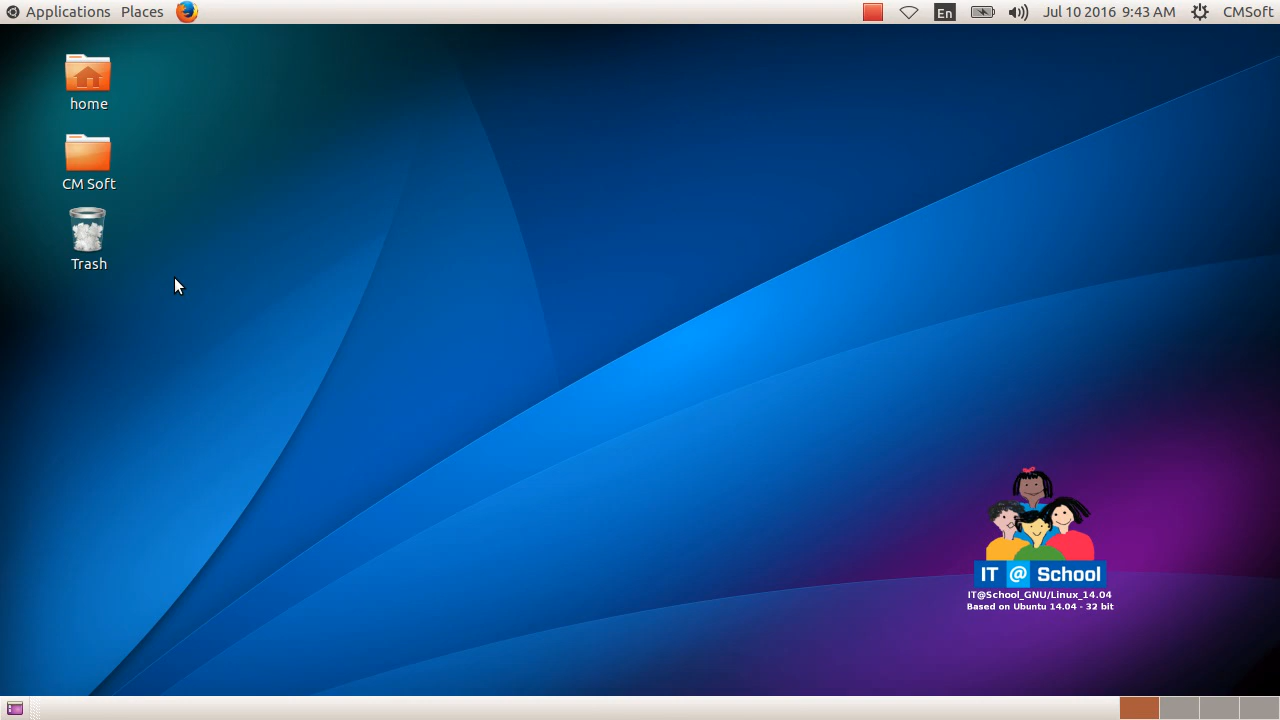 Applications Places En Jul 10 2016 9:43 AM CMSoft
home
CM Soft
Trash
IT @ School
IT@School_GNU/Linux_14.04
Based on Ubuntu 14.04 - 32 bit